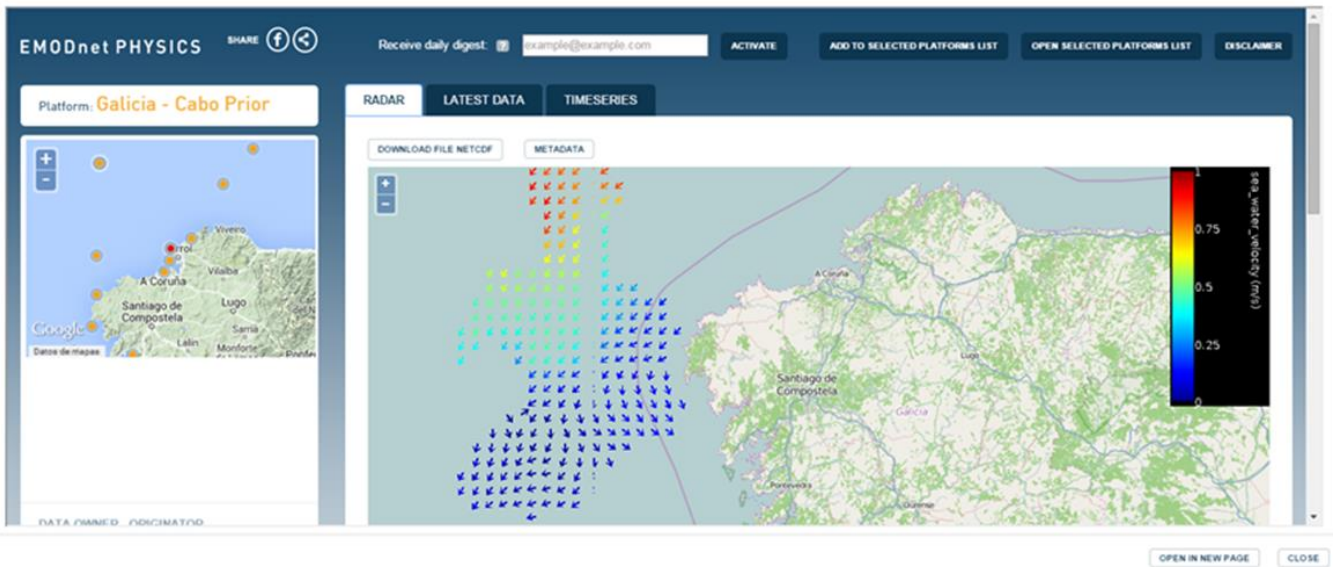 EMODnet PHYSICS
SHARE
Receive daily digest: ?
example@example.com
ACTIVATE
ADD TO SELECTED PLATFORMS LIST
OPEN SELECTED PLATFORMS LIST
DISCLAIMER
Platform: Galicia - Cabo Prior
RADAR
LATEST DATA
TIMESERIES
+
-
Viveiro
A Coruña
Vilalba
Santiago de
Compostela
Lugo
Sarria
Lalín
Monforte
Google
Datos de mapas
DATA OWNER - ORIGINATOR
DOWNLOAD FILE NETCDF
METADATA
+
-
A Coruña
Lugo
Santiago de
Compostela
Galicia
Pontevedra
Ourense
1
0.75
0.5
0.25
0
sea_water_velocity (m/s)
OPEN IN NEW PAGE
CLOSE